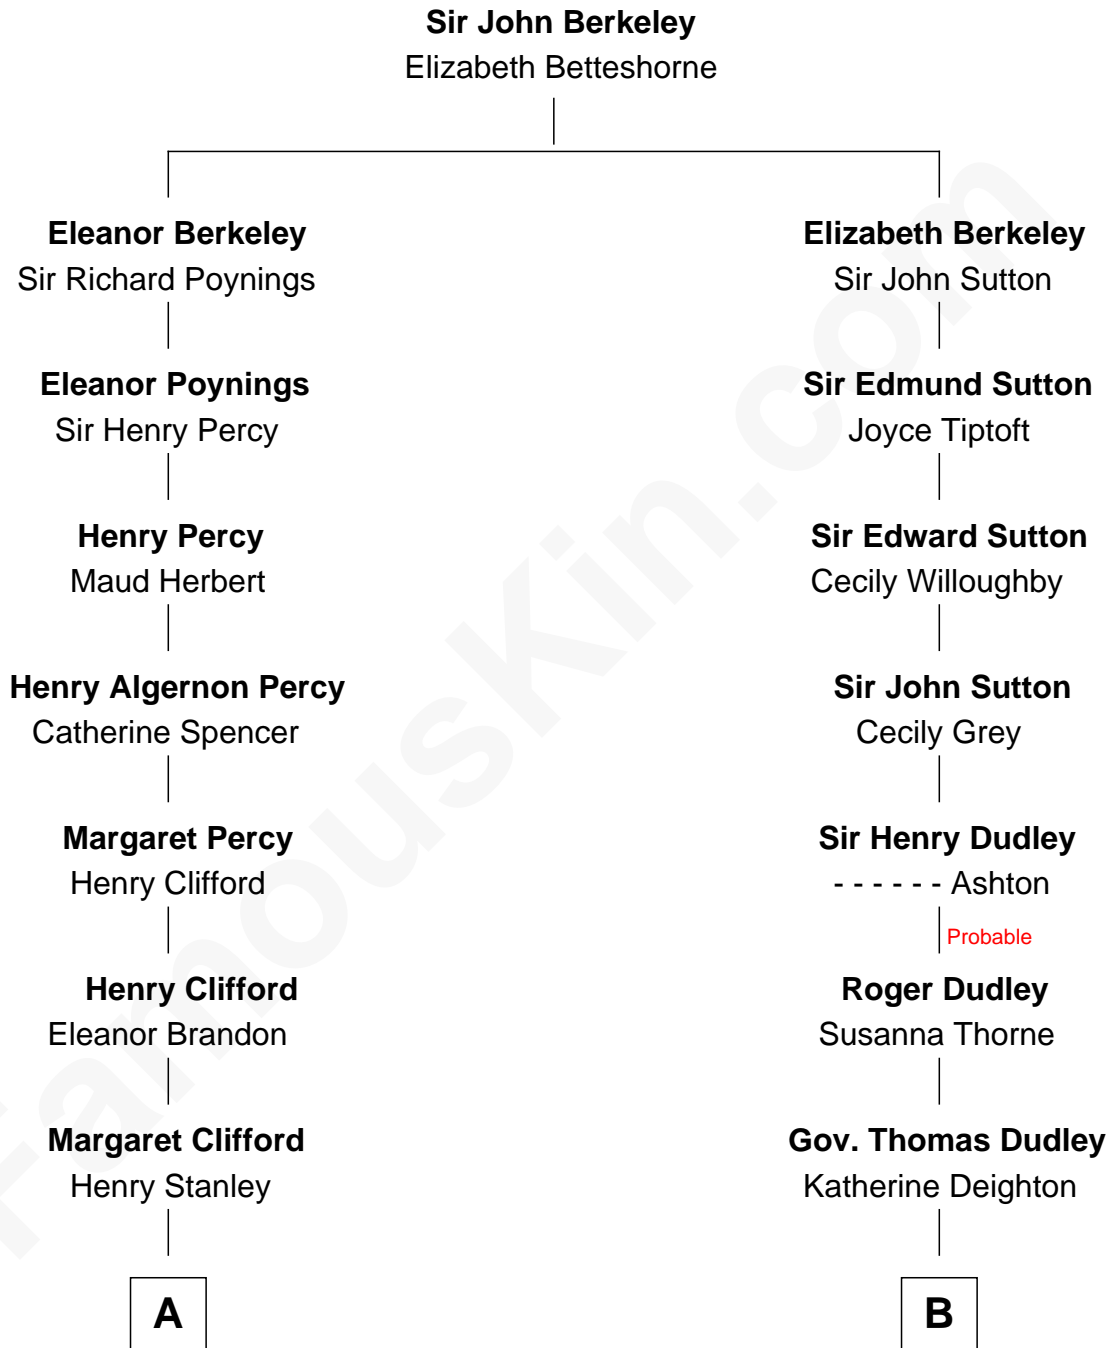 Sir John Berkeley
Elizabeth Betteshorne
Eleanor Berkeley
Sir Richard Poynings
Eleanor Poynings
Sir Henry Percy
Henry Percy
Maud Herbert
Henry Algernon Percy
Catherine Spencer
Margaret Percy
Henry Clifford
Henry Clifford
Eleanor Brandon
Margaret Clifford
Henry Stanley
A
Elizabeth Berkeley
Sir John Sutton
Sir Edmund Sutton
Joyce Tiptoft
Sir Edward Sutton
Cecily Willoughby
Sir John Sutton
Cecily Grey
Sir Henry Dudley
- - - - - - Ashton
Probable
Roger Dudley
Susanna Thorne
Gov. Thomas Dudley
Katherine Deighton
B
FamousKin.com